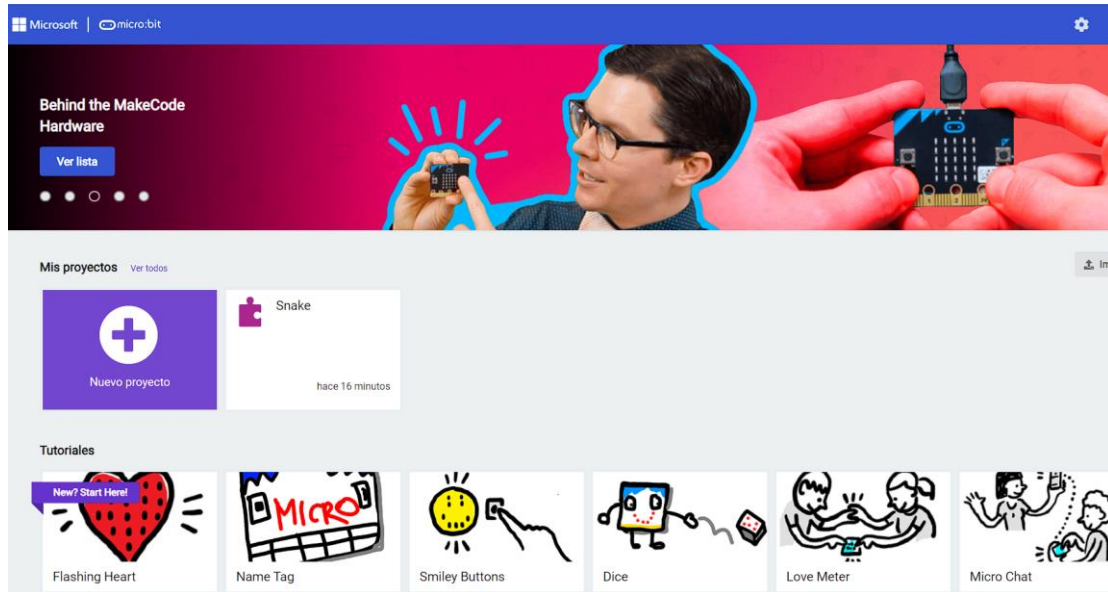 Microsoft | micro:bit
Behind the MakeCode
Hardware
Ver lista
Mis proyectos Ver todos
Im
Nuevo proyecto
Snake
hace 16 minutos
Tutoriales
New? Start Here!
MICRO
Flashing Heart
Name Tag
Smiley Buttons
Dice
Love Meter
Micro Chat